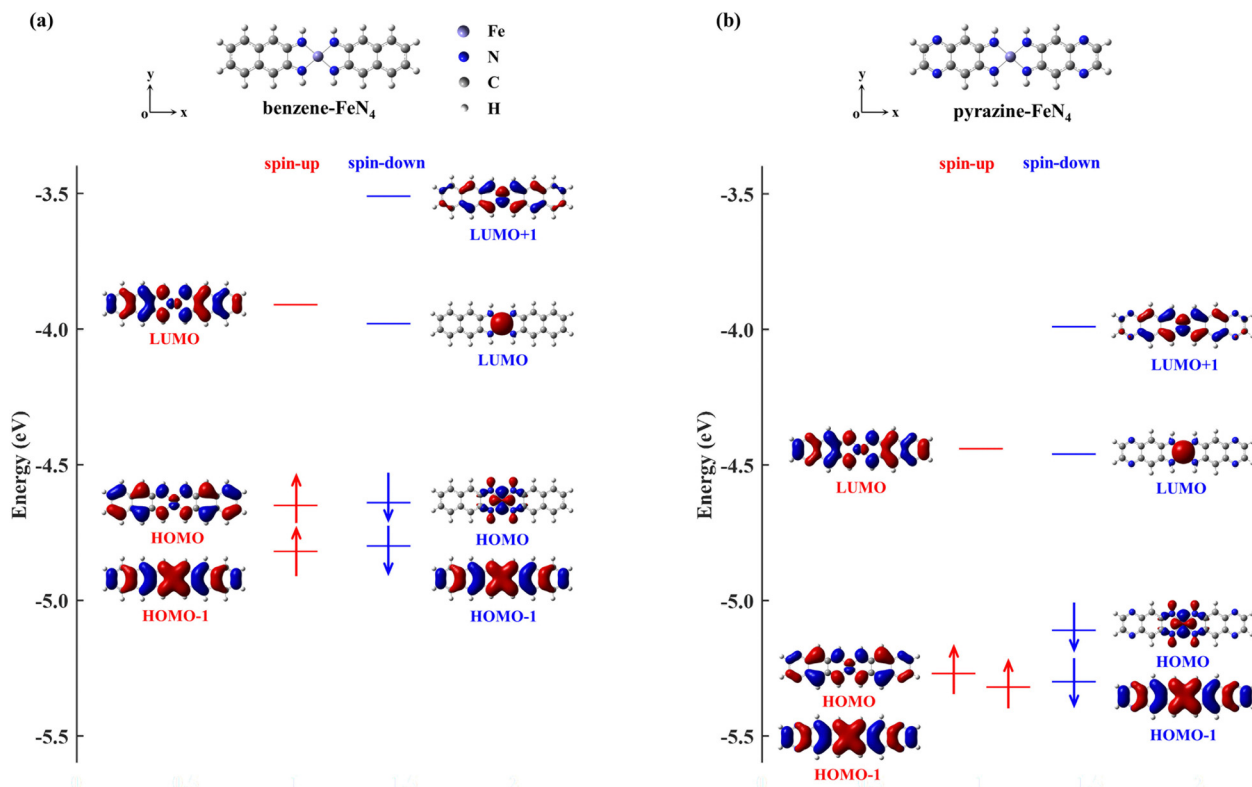 (a)
Fe
N
C
H
y
o
x
benzene-FeN4
spin-up
spin-down
Energy (eV)
-3.5
-4.0
-4.5
-5.0
-5.5
LUMO+1
LUMO
LUMO
HOMO
HOMO
HOMO-1
HOMO-1
(b)
y
o
x
pyrazine-FeN4
spin-up
spin-down
Energy (eV)
-3.5
-4.0
-4.5
-5.0
-5.5
LUMO+1
LUMO
LUMO
HOMO
HOMO
HOMO-1
HOMO-1